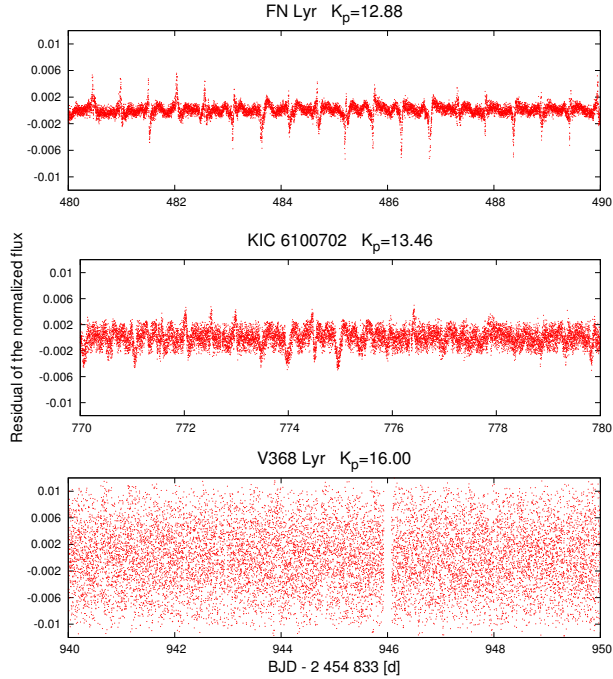 FN Lyr Kp=12.88
0.01
0.006
0.002
-0.002
-0.006
-0.01
480 482 484 486 488 490
KIC 6100702 Kp=13.46
0.01
0.006
0.002
-0.002
-0.006
-0.01
770 772 774 776 778 780
Residual of the normalized flux
V368 Lyr Kp=16.00
0.01
0.006
0.002
-0.002
-0.006
-0.01
940 942 944 946 948 950
BJD - 2 454 833 [d]